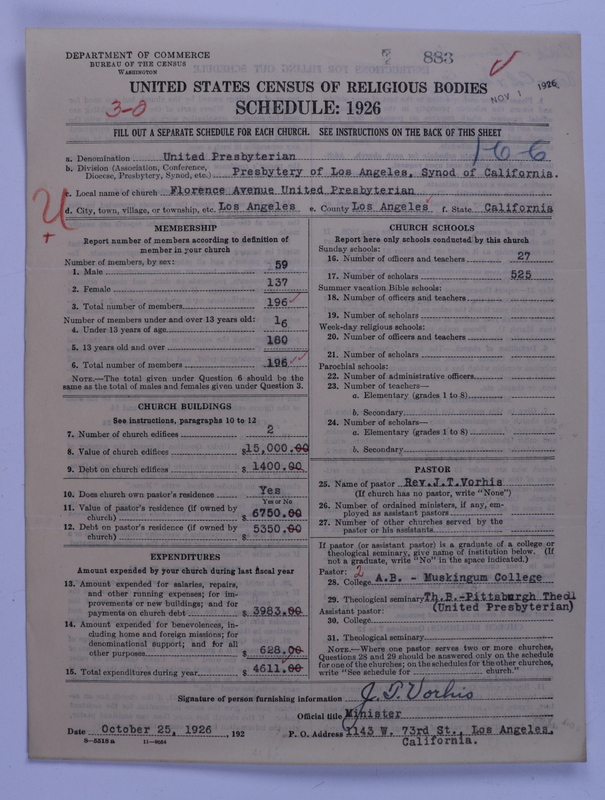 DEPARTMENT OF COMMERCE
BUREAU OF THE CENSUS
WASHINGTON
883
UNITED STATES CENSUS OF RELIGIOUS BODIES
NOV 1 1926
3-0
SCHEDULE: 1926
FILL OUT A SEPARATE SCHEDULE FOR EACH CHURCH. SEE INSTRUCTIONS ON THE BACK OF THIS SHEET
166
a. Denomination United Presbyterian
b. Division (Association, Conference, Diocese, Presbytery, Synod, etc.) Presbytery of Los Angeles, Synod of California.
c. Local name of church Florence Avenue United Presbyterian
d. City, town, village, or township, etc. Los Angeles e. County Los Angeles f. State California
MEMBERSHIP
Report number of members according to definition of
member in your church
Number of members, by sex:
1. Male 59
2. Female 137
3. Total number of members 196
Number of members under and over 13 years old:
4. Under 13 years of age 16
5. 13 years old and over 180
6. Total number of members 196
NOTE.—The total given under Question 6 should be the
same as the total of males and females given under Question 3.
CHURCH BUILDINGS
See instructions, paragraphs 10 to 12
7. Number of church edifices 2
8. Value of church edifices $15,000.00
9. Debt on church edifices $ 1400.00
10. Does church own pastor's residence Yes
Yes or No
11. Value of pastor's residence (if owned by
church) $ 6750.00
12. Debt on pastor's residence (if owned by
church) $ 5350.00
EXPENDITURES
Amount expended by your church during last fiscal year
13. Amount expended for salaries, repairs,
and other running expenses; for im-
provements or new buildings; and for
payments on church debt $ 3983.00
14. Amount expended for benevolences, in-
cluding home and foreign missions; for
denominational support; and for all
other purposes $ 628.00
15. Total expenditures during year $ 4611.00
CHURCH SCHOOLS
Report here only schools conducted by this church
Sunday schools:
16. Number of officers and teachers 27
17. Number of scholars 525
Summer vacation Bible schools:
18. Number of officers and teachers
19. Number of scholars
Week-day religious schools:
20. Number of officers and teachers
21. Number of scholars
Parochial schools:
22. Number of administrative officers
23. Number of teachers—
a. Elementary (grades 1 to 8)
b. Secondary
24. Number of scholars—
a. Elementary (grades 1 to 8)
b. Secondary
PASTOR
25. Name of pastor Rev.J.T.Vorhis
(If church has no pastor, write "None")
26. Number of ordained ministers, if any, em-
ployed as assistant pastors
27. Number of other churches served by the
pastor or his assistants
If pastor (or assistant pastor) is a graduate of a college or
theological seminary, give name of institution below. (If
not a graduate, write "No" in the space indicated.)
Pastor: 2
28. College A.B. - Muskingum College
29. Theological seminary Th.B.-Pittsburgh Theol
Assistant pastor: (United Presbyterian)
30. College
31. Theological seminary
NOTE.—Where one pastor serves two or more churches,
Questions 28 and 29 should be answered only on the schedule
for one of the churches; on the schedules for the other churches,
write "See schedule for church."
Signature of person furnishing information J. T. Vorhis
Official title Minister
Date October 25, 1926, 192 P. O. Address 1143 W. 73rd St., Los Angeles,
California.
8-5518a 11-9054